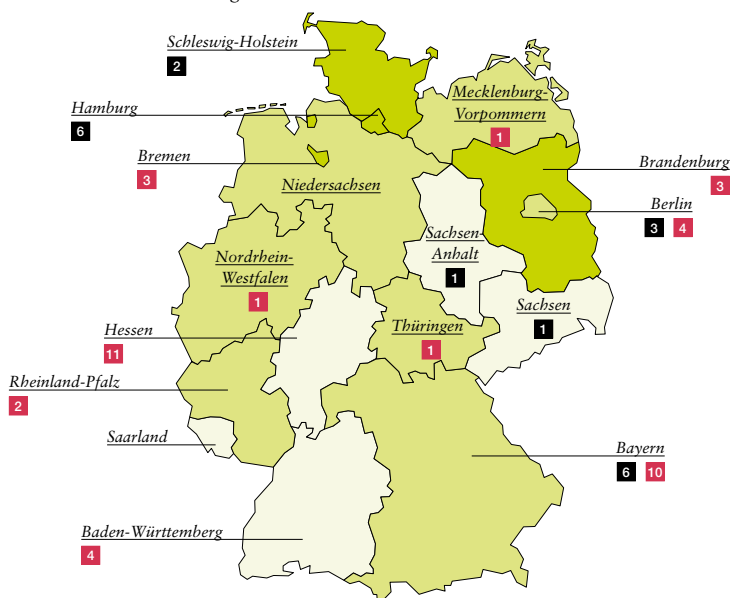 Schleswig-Holstein
2
Hamburg
6
Bremen
3
Mecklenburg-
Vorpommern
1
Brandenburg
3
Berlin
3 4
Niedersachsen
Sachsen-
Anhalt
1
Nordrhein-
Westfalen
1
Sachsen
1
Hessen
11
Thüringen
1
Rheinland-Pfalz
2
Saarland
Bayern
6 10
Baden-Württemberg
4